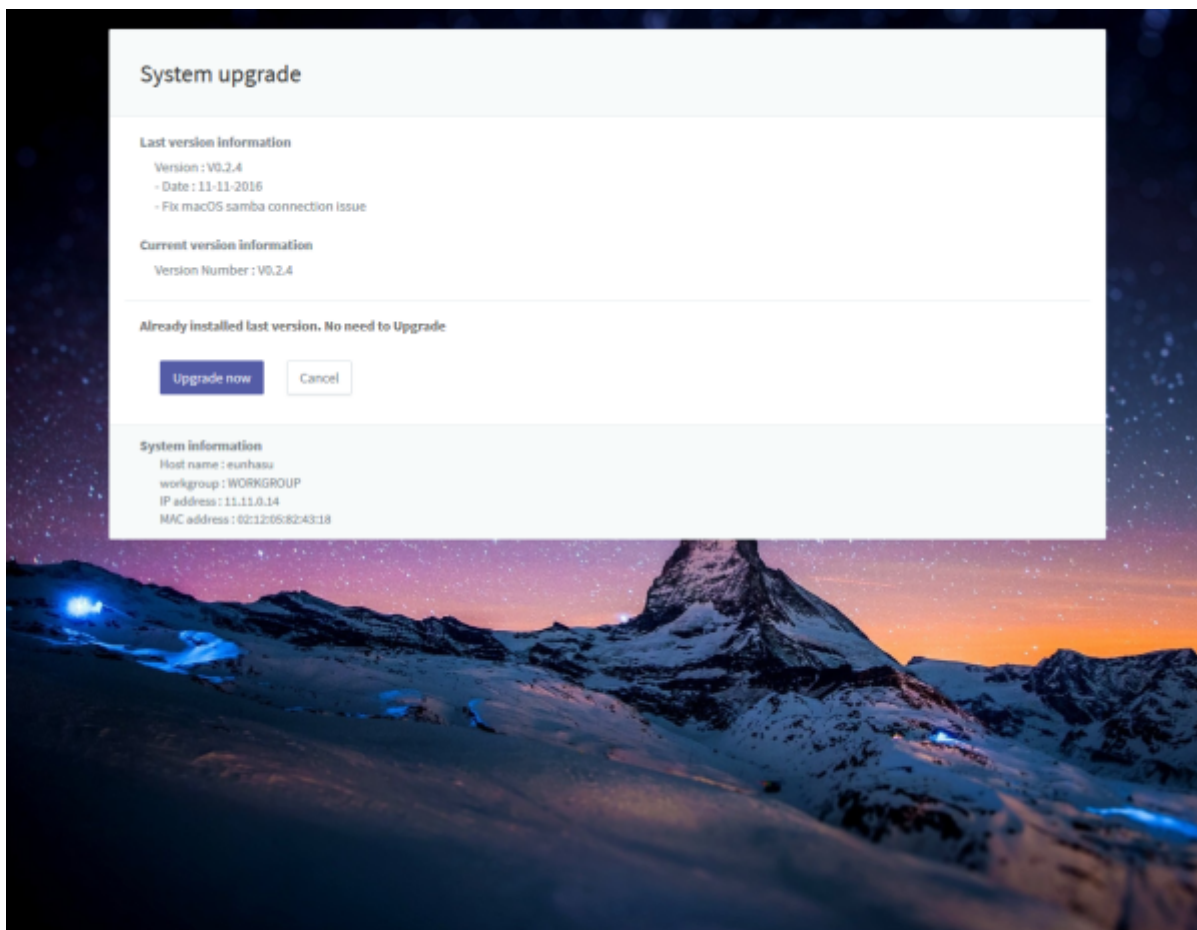 System upgrade
Last version information
Version : V0.2.4
- Date : 11-11-2016
- Fix macOS samba connection issue
Current version information
Version Number : V0.2.4
Already installed last version. No need to Upgrade
Upgrade now
Cancel
System information
Host name : eunhasu
workgroup : WORKGROUP
IP address : 11.11.0.14
MAC address : 02:12:05:82:43:18